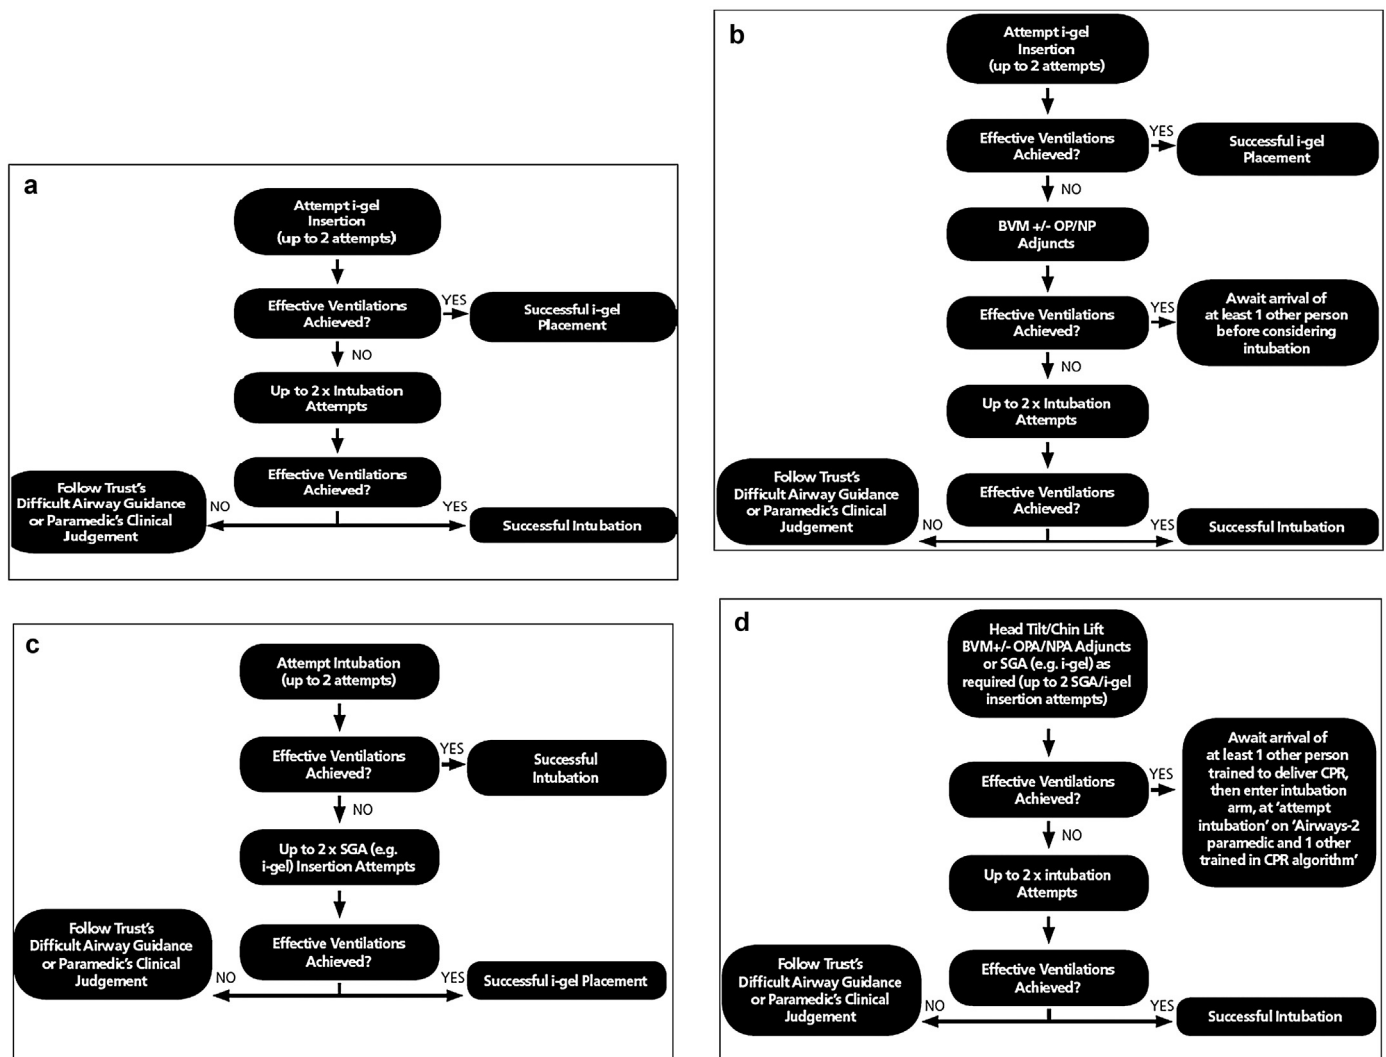 a
Attempt i-gel
Insertion
(up to 2 attempts)
Effective Ventilations
Achieved?
YES
Successful i-gel
Placement
NO
Up to 2 x Intubation
Attempts
Effective Ventilations
Achieved?
Follow Trust's
Difficult Airway Guidance
or Paramedic's Clinical
Judgement
NO
YES
Successful Intubation
b
Attempt i-gel
Insertion
(up to 2 attempts)
Effective Ventilations
Achieved?
YES
Successful i-gel
Placement
NO
BVM +/- OP/NP
Adjuncts
Effective Ventilations
Achieved?
YES
Await arrival of
at least 1 other person
before considering
intubation
NO
Up to 2 x Intubation
Attempts
Effective Ventilations
Achieved?
Follow Trust's
Difficult Airway Guidance
or Paramedic's Clinical
Judgement
NO
YES
Successful Intubation
c
Attempt Intubation
(up to 2 attempts)
Effective Ventilations
Achieved?
YES
Successful
Intubation
NO
Up to 2 x SGA (e.g.
i-gel) Insertion Attempts
Effective Ventilations
Achieved?
Follow Trust's
Difficult Airway Guidance
or Paramedic's Clinical
Judgement
NO
YES
Successful i-gel Placement
d
Head Tilt/Chin Lift
BVM+/- OPA/NPA Adjuncts
or SGA (e.g. i-gel) as
required (up to 2 SGA/i-gel
insertion attempts)
Effective Ventilations
Achieved?
YES
Await arrival of
at least 1 other person
trained to deliver CPR,
then enter intubation
arm, at 'attempt
intubation' on 'Airways-2
paramedic and 1 other
trained in CPR algorithm'
NO
Up to 2 x intubation
Attempts
Effective Ventilations
Achieved?
Follow Trust's
Difficult Airway Guidance
or Paramedic's Clinical
Judgement
NO
YES
Successful Intubation